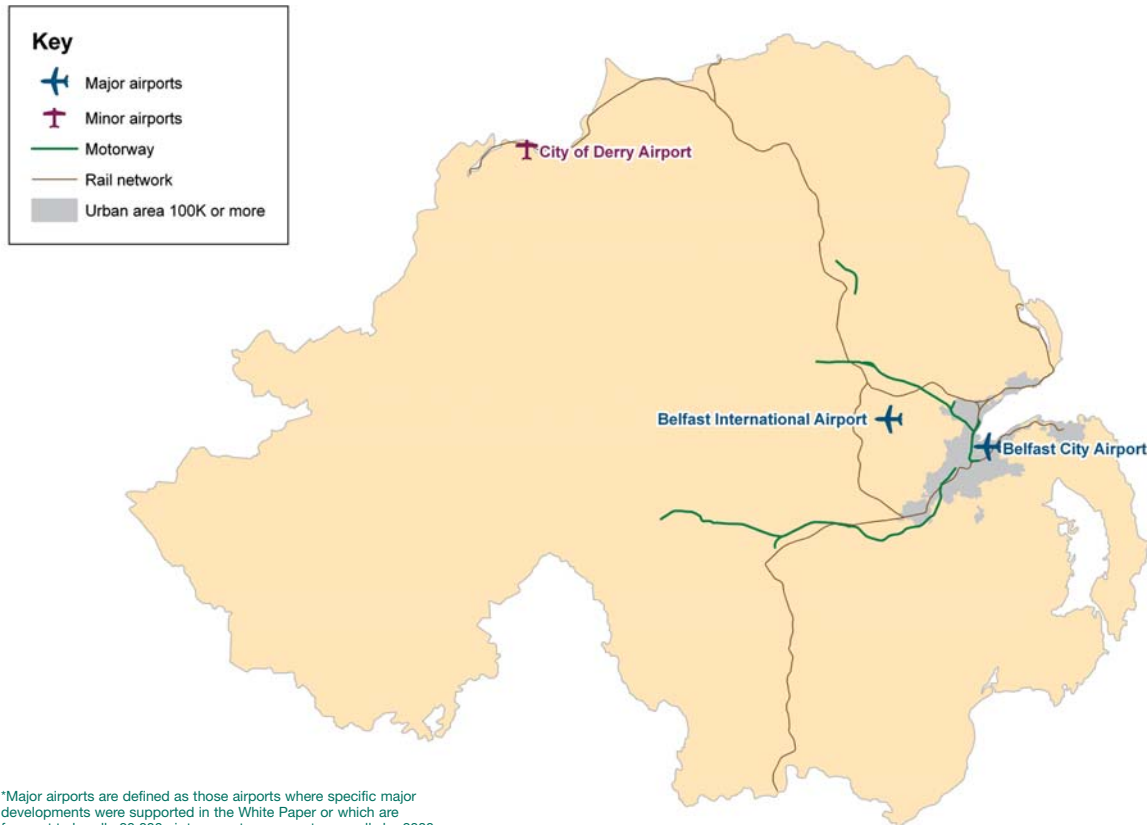 Key
Major airports
Minor airports
Motorway
Rail network
Urban area 100K or more
City of Derry Airport
Belfast International Airport
Belfast City Airport
*Major airports are defined as those airports where specific major
developments were supported in the White Paper or which are